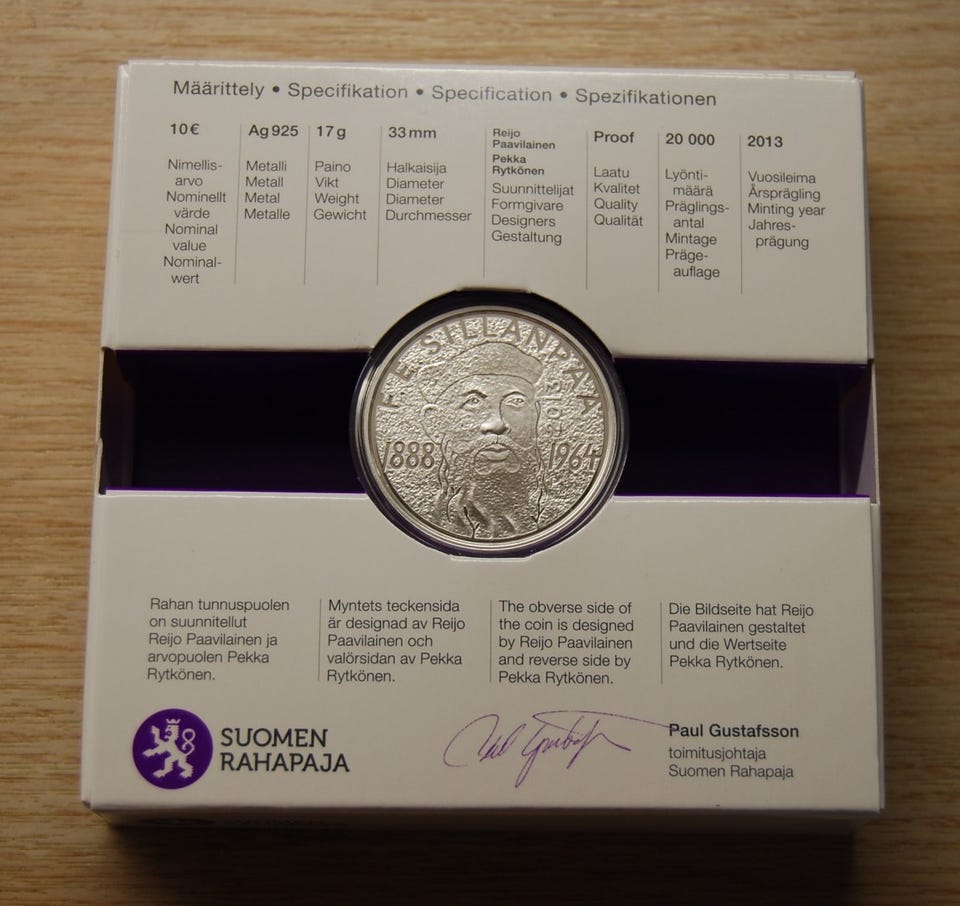 Määrittely • Specifikation • Specification • Spezifikationen
10 €
Nimellis-
arvo
Nominellt
värde
Nominal
value
Nominal-
wert
Ag 925
Metalli
Metall
Metal
Metalle
17 g
Paino
Vikt
Weight
Gewicht
33 mm
Halkaisija
Diameter
Diameter
Durchmesser
Reijo
Paavilainen
Pekka
Rytkönen
Suunnittelijat
Formgivare
Designers
Gestaltung
Proof
Laatu
Kvalitet
Quality
Qualität
20 000
Lyönti-
määrä
Präglings-
antal
Mintage
Präge-
auflage
2013
Vuosileima
Årsprägling
Minting year
Jahres-
prägung
F.E. SILLANPÄÄ
2013
1888 1964
Rahan tunnuspuolen
on suunnitellut
Reijo Paavilainen ja
arvopuolen Pekka
Rytkönen.
Myntets teckensida
är designad av Reijo
Paavilainen och
valörsidan av Pekka
Rytkönen.
The obverse side of
the coin is designed
by Reijo Paavilainen
and reverse side by
Pekka Rytkönen.
Die Bildseite hat Reijo
Paavilainen gestaltet
und die Wertseite
Pekka Rytkönen.
SUOMEN
RAHAPAJA
Paul Gustafsson
toimitusjohtaja
Suomen Rahapaja